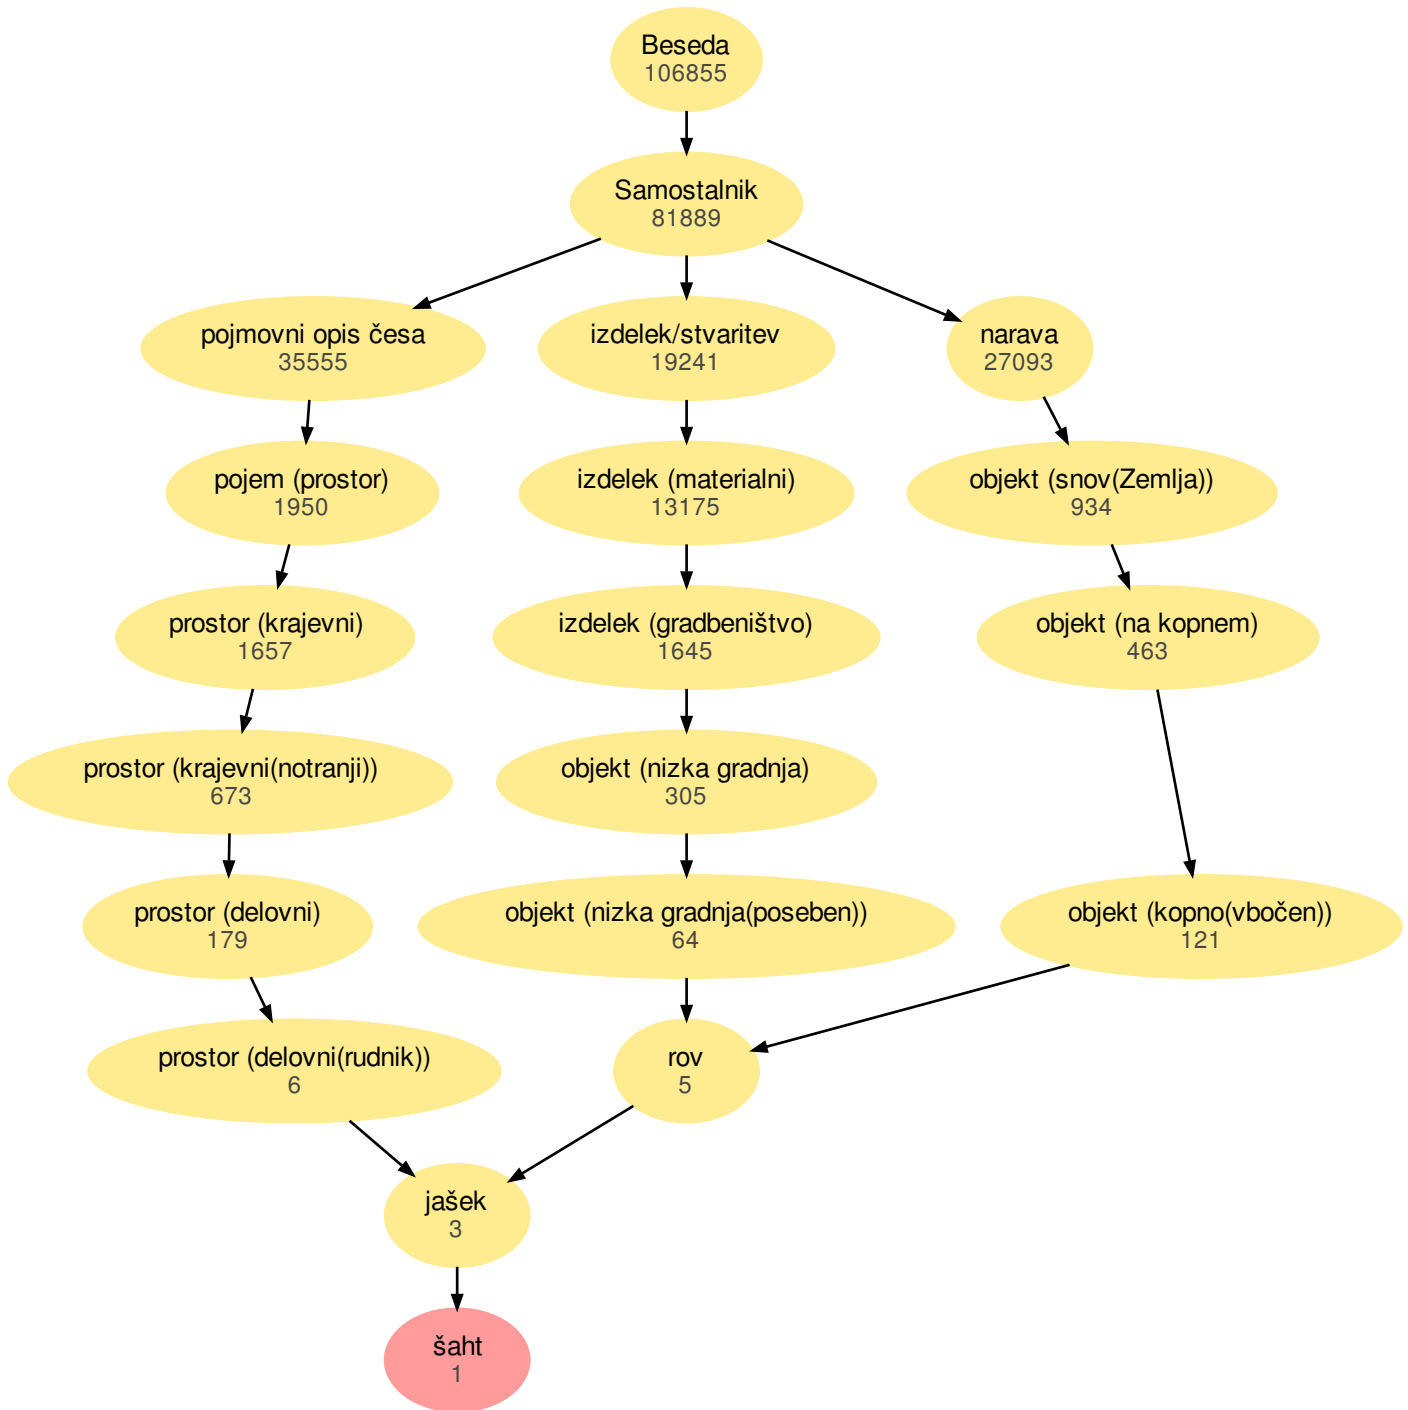 Beseda
106855
Samostalnik
81889
pojmovni opis česa
35555
izdelek/stvaritev
19241
narava
27093
pojem (prostor)
1950
izdelek (materialni)
13175
objekt (snov(Zemlja))
934
prostor (krajevni)
1657
izdelek (gradbeništvo)
1645
objekt (na kopnem)
463
prostor (krajevni(notranji))
673
objekt (nizka gradnja)
305
prostor (delovni)
179
objekt (nizka gradnja(poseben))
64
objekt (kopno(vbočen))
121
prostor (delovni(rudnik))
6
rov
5
jašek
3
šaht
1